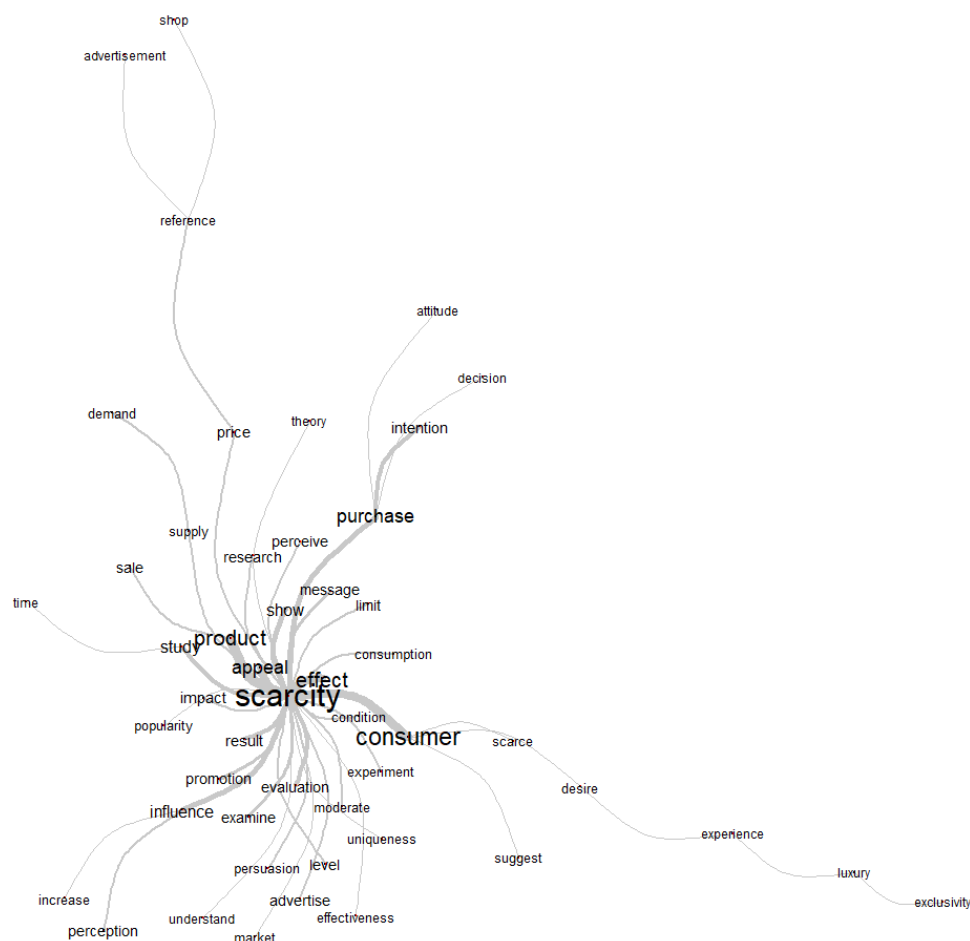 shop
advertisement
reference
attitude
decision
demand
theory
intention
price
purchase
supply
perceive
research
sale
message
time
show
limit
product
study
consumption
appeal
effect
scarcity
impact
condition
popularity
consumer
result
scarce
experiment
promotion
evaluation
desire
moderate
influence
examine
experience
uniqueness
suggest
persuasion
level
luxury
increase
advertise
exclusivity
understand
effectiveness
perception
market